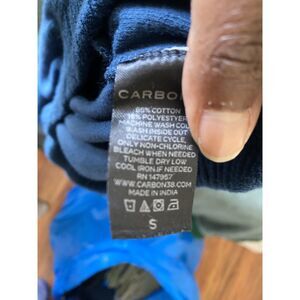 CARBON
85% COTTON
15% POLYESTER
MACHINE WASH COLD
WASH INSIDE OUT
DELICATE CYCLE,
ONLY NON-CHLORINE
BLEACH WHEN NEEDED
TUMBLE DRY LOW
COOL IRON IF NEEDED
RN 147957
WWW.CARBON38.COM
MADE IN INDIA
S